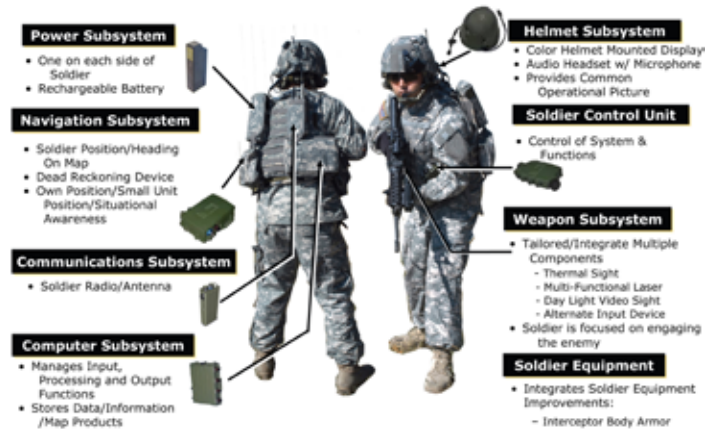 Power Subsystem
• One on each side of
Soldier
• Rechargeable Battery
Navigation Subsystem
• Soldier Position/Heading
On Map
• Dead Reckoning Device
• Own Position/Small Unit
Position/Situational
Awareness
Communications Subsystem
• Soldier Radio/Antenna
Computer Subsystem
• Manages Input,
Processing and Output
Functions
• Stores Data/Information
/Map Products
Helmet Subsystem
• Color Helmet Mounted Display
• Audio Headset w/ Microphone
• Provides Common
Operational Picture
Soldier Control Unit
• Control of System &
Functions
Weapon Subsystem
• Tailored/Integrate Multiple
Components
- Thermal Sight
- Multi-Functional Laser
- Day Light Video Sight
- Alternate Input Device
• Soldier is focused on engaging
the enemy
Soldier Equipment
• Integrates Soldier Equipment
Improvements:
– Interceptor Body Armor